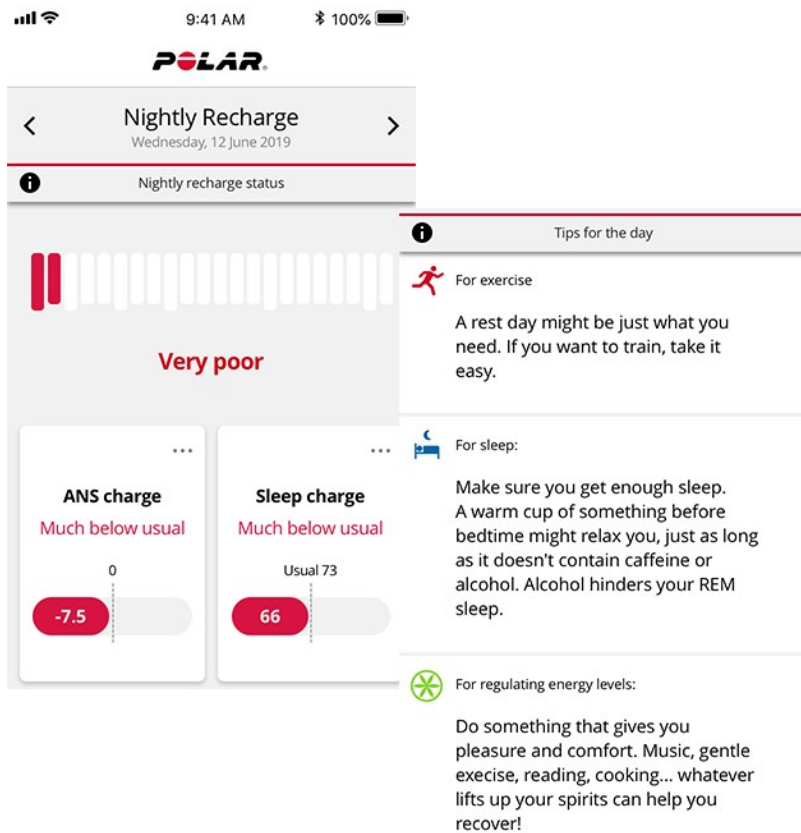 9:41 AM
100%
POLAR
Nightly Recharge
Wednesday, 12 June 2019
Nightly recharge status
Very poor
ANS charge
Much below usual
0
-7.5
Sleep charge
Much below usual
Usual 73
66
Tips for the day
For exercise
A rest day might be just what you
need. If you want to train, take it
easy.
For sleep:
Make sure you get enough sleep.
A warm cup of something before
bedtime might relax you, just as long
as it doesn't contain caffeine or
alcohol. Alcohol hinders your REM
sleep.
For regulating energy levels:
Do something that gives you
pleasure and comfort. Music, gentle
execise, reading, cooking... whatever
lifts up your spirits can help you
recover!